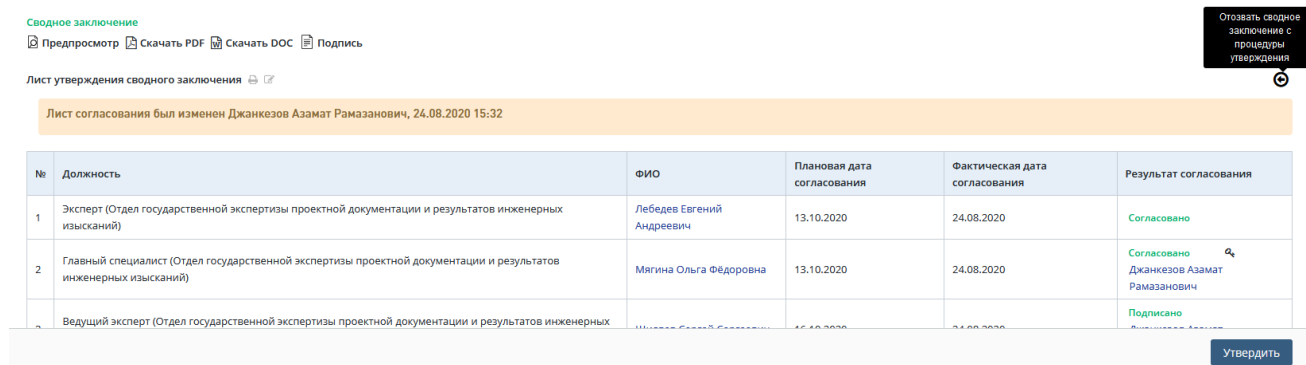 Сводное заключение
Предпросмотр Скачать PDF Скачать DOC Подпись
Отозвать сводное
заключение с
процедуры
утверждения
Лист утверждения сводного заключения
Лист согласования был изменен Джанкезов Азамат Рамазанович, 24.08.2020 15:32
№ Должность ФИО Плановая дата согласования Фактическая дата согласования Результат согласования
1 Эксперт (Отдел государственной экспертизы проектной документации и результатов инженерных
изысканий)
Лебедев Евгений
Андреевич
13.10.2020 24.08.2020 Согласовано
2 Главный специалист (Отдел государственной экспертизы проектной документации и результатов
инженерных изысканий)
Мягина Ольга Фёдоровна 13.10.2020 24.08.2020 Согласовано
Джанкезов Азамат
Рамазанович
Ведущий эксперт (Отдел государственной экспертизы проектной документации и результатов инженерных
Подписано
Утвердить